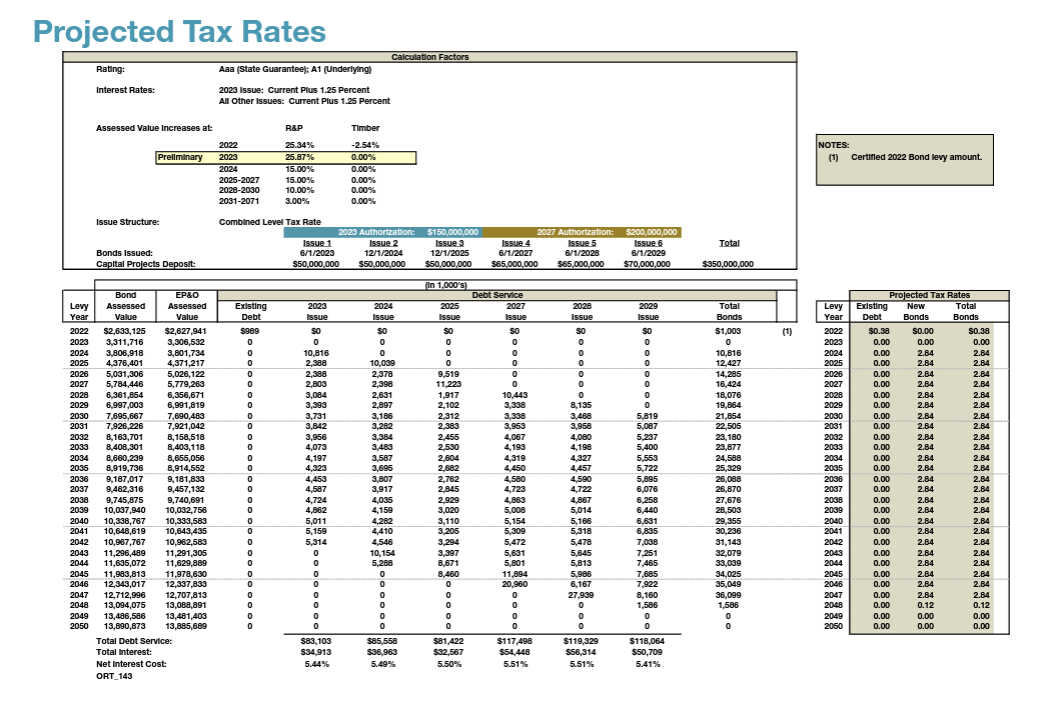 Projected Tax Rates
Calculation Factors
Rating: Aaa (State Guarantee); A1 (Underlying)
Interest Rates: 2023 Issue: Current Plus 1.25 Percent
All Other Issues: Current Plus 1.25 Percent
Assessed Value Increases at: R&P Timber
2022 25.34% -2.54%
Preliminary 2023 25.87% 0.00%
2024 15.00% 0.00%
2025-2027 15.00% 0.00%
2028-2030 10.00% 0.00%
2031-2071 3.00% 0.00%
NOTES:
(1) Certified 2022 Bond levy amount.
Issue Structure: Combined Level Tax Rate
2023 Authorization: $150,000,000 2027 Authorization: $200,000,000
Issue 1 Issue 2 Issue 3 Issue 4 Issue 5 Issue 6 Total
Bonds Issued: 6/1/2023 12/1/2024 12/1/2025 6/1/2027 6/1/2028 6/1/2029
Capital Projects Deposit: $50,000,000 $50,000,000 $50,000,000 $65,000,000 $65,000,000 $70,000,000 $350,000,000
(In 1,000's)
Bond EP&O Debt Service Projected Tax Rates
Levy Assessed Assessed Existing 2023 2024 2025 2027 2028 2029 Total Levy Existing New Total
Year Value Value Debt Issue Issue Issue Issue Issue Issue Bonds Year Debt Bonds Bonds
2022 $2,633,125 $2,627,941 $989 $0 $0 $0 $0 $0 $0 $1,003 (1) 2022 $0.38 $0.00 $0.38
2023 3,311,716 3,306,532 0 0 0 0 0 0 0 0 2023 0.00 0.00 0.00
2024 3,806,918 3,801,734 0 10,816 0 0 0 0 0 10,816 2024 0.00 2.84 2.84
2025 4,376,401 4,371,217 0 2,388 10,039 0 0 0 0 12,427 2025 0.00 2.84 2.84
2026 5,031,306 5,026,122 0 2,388 2,378 9,519 0 0 0 14,285 2026 0.00 2.84 2.84
2027 5,784,446 5,779,263 0 2,803 2,398 11,223 0 0 0 16,424 2027 0.00 2.84 2.84
2028 6,361,854 6,356,671 0 3,084 2,631 1,917 10,443 0 0 18,076 2028 0.00 2.84 2.84
2029 6,997,003 6,991,819 0 3,393 2,897 2,102 3,338 8,135 0 19,864 2029 0.00 2.84 2.84
2030 7,695,667 7,690,483 0 3,731 3,186 2,312 3,338 3,468 5,819 21,854 2030 0.00 2.84 2.84
2031 7,926,226 7,921,042 0 3,842 3,282 2,383 3,953 3,958 5,087 22,505 2031 0.00 2.84 2.84
2032 8,163,701 8,158,518 0 3,956 3,384 2,455 4,067 4,080 5,237 23,180 2032 0.00 2.84 2.84
2033 8,408,301 8,403,118 0 4,073 3,483 2,530 4,193 4,198 5,400 23,877 2033 0.00 2.84 2.84
2034 8,660,239 8,655,056 0 4,197 3,587 2,604 4,319 4,327 5,553 24,588 2034 0.00 2.84 2.84
2035 8,919,736 8,914,552 0 4,323 3,695 2,682 4,450 4,457 5,722 25,329 2035 0.00 2.84 2.84
2036 9,187,017 9,181,833 0 4,453 3,807 2,762 4,580 4,590 5,895 26,088 2036 0.00 2.84 2.84
2037 9,462,316 9,457,132 0 4,587 3,917 2,845 4,723 4,722 6,076 26,870 2037 0.00 2.84 2.84
2038 9,745,875 9,740,691 0 4,724 4,035 2,929 4,863 4,867 6,258 27,676 2038 0.00 2.84 2.84
2039 10,037,940 10,032,756 0 4,862 4,159 3,020 5,008 5,014 6,440 28,503 2039 0.00 2.84 2.84
2040 10,338,767 10,333,583 0 5,011 4,282 3,110 5,154 5,166 6,631 29,355 2040 0.00 2.84 2.84
2041 10,648,619 10,643,435 0 5,159 4,410 3,205 5,309 5,318 6,835 30,236 2041 0.00 2.84 2.84
2042 10,967,767 10,962,583 0 5,314 4,546 3,294 5,472 5,478 7,038 31,143 2042 0.00 2.84 2.84
2043 11,296,489 11,291,305 0 0 10,154 3,397 5,631 5,645 7,251 32,079 2043 0.00 2.84 2.84
2044 11,635,072 11,629,889 0 0 5,288 8,671 5,801 5,813 7,465 33,039 2044 0.00 2.84 2.84
2045 11,983,813 11,978,630 0 0 0 8,460 11,894 5,986 7,685 34,025 2045 0.00 2.84 2.84
2046 12,343,017 12,337,833 0 0 0 0 20,960 6,167 7,922 35,049 2046 0.00 2.84 2.84
2047 12,712,996 12,707,813 0 0 0 0 0 27,939 8,160 36,099 2047 0.00 2.84 2.84
2048 13,094,075 13,088,891 0 0 0 0 0 0 1,586 1,586 2048 0.00 0.12 0.12
2049 13,486,586 13,481,403 0 0 0 0 0 0 0 0 2049 0.00 0.00 0.00
2050 13,890,873 13,885,689 0 0 0 0 0 0 0 0 2050 0.00 0.00 0.00
Total Debt Service: $83,103 $85,558 $81,422 $117,498 $119,329 $118,064
Total Interest: $34,913 $36,963 $32,567 $54,448 $56,314 $50,709
Net Interest Cost: 5.44% 5.49% 5.50% 5.51% 5.51% 5.41%
ORT_143